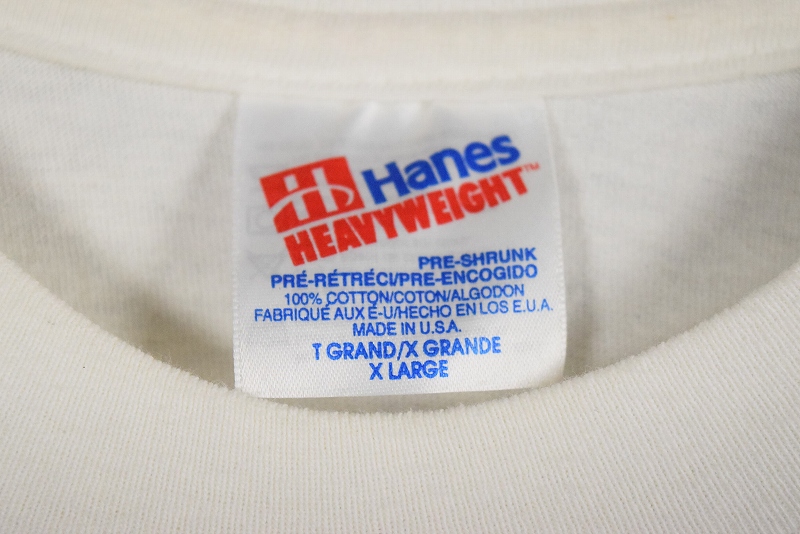 H Hanes
HEAVYWEIGHT™
PRE-SHRUNK
PRÉ-RÉTRÉCI/PRE-ENCOGIDO
100% COTTON/COTON/ALGODON
FABRIQUÉ AUX É-U/HECHO EN LOS E.U.A.
MADE IN U.S.A.
T GRAND/X GRANDE
X LARGE